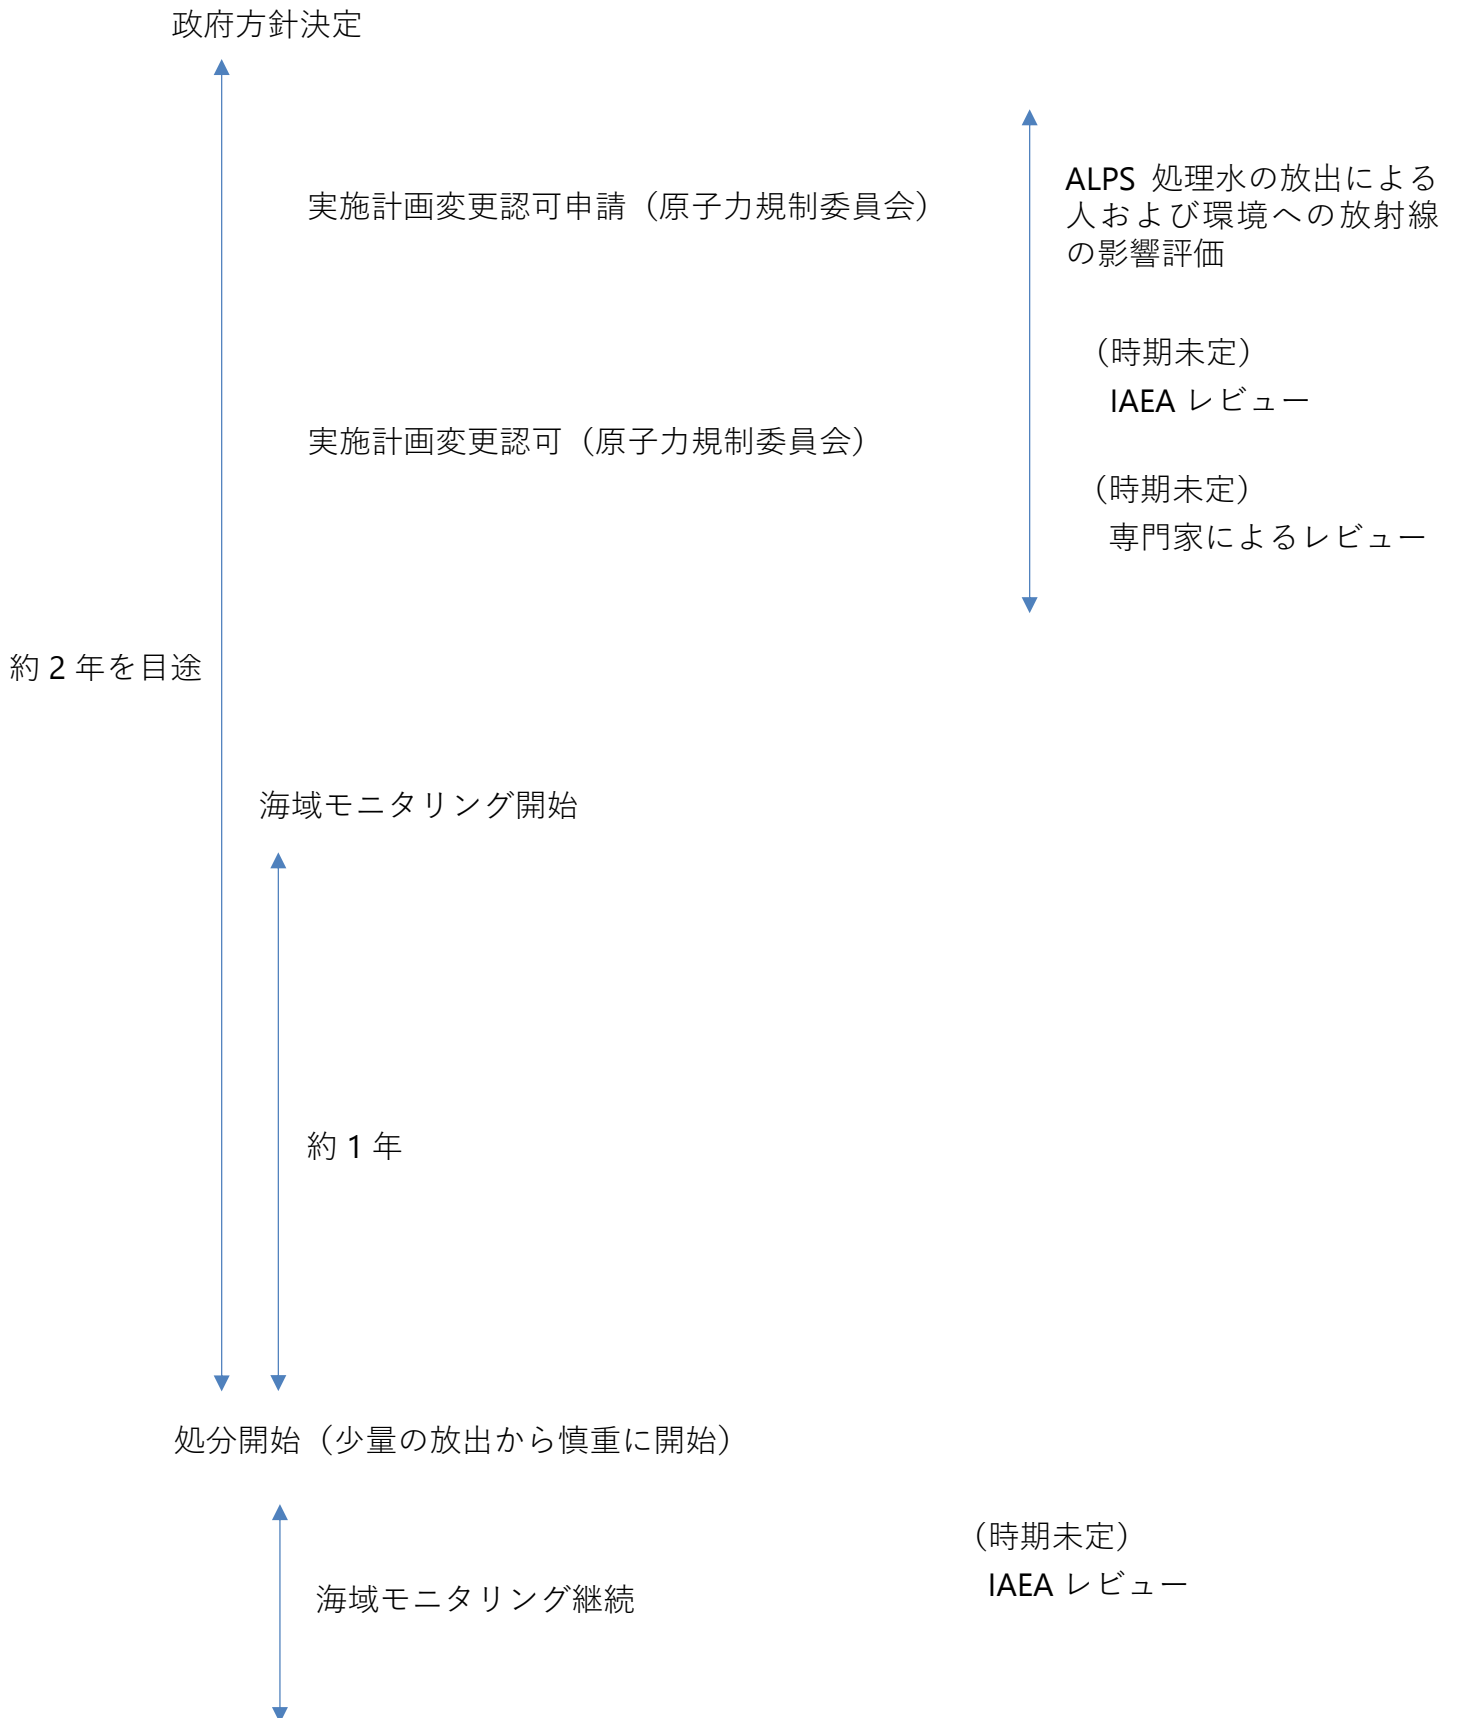 政府方針決定
実施計画変更認可申請（原子力規制委員会）
ALPS 処理水の放出による
人および環境への放射線
の影響評価
（時期未定）
IAEA レビュー
実施計画変更認可（原子力規制委員会）
（時期未定）
専門家によるレビュー
約 2 年を目途
海域モニタリング開始
約 1 年
処分開始（少量の放出から慎重に開始）
（時期未定）
IAEA レビュー
海域モニタリング継続